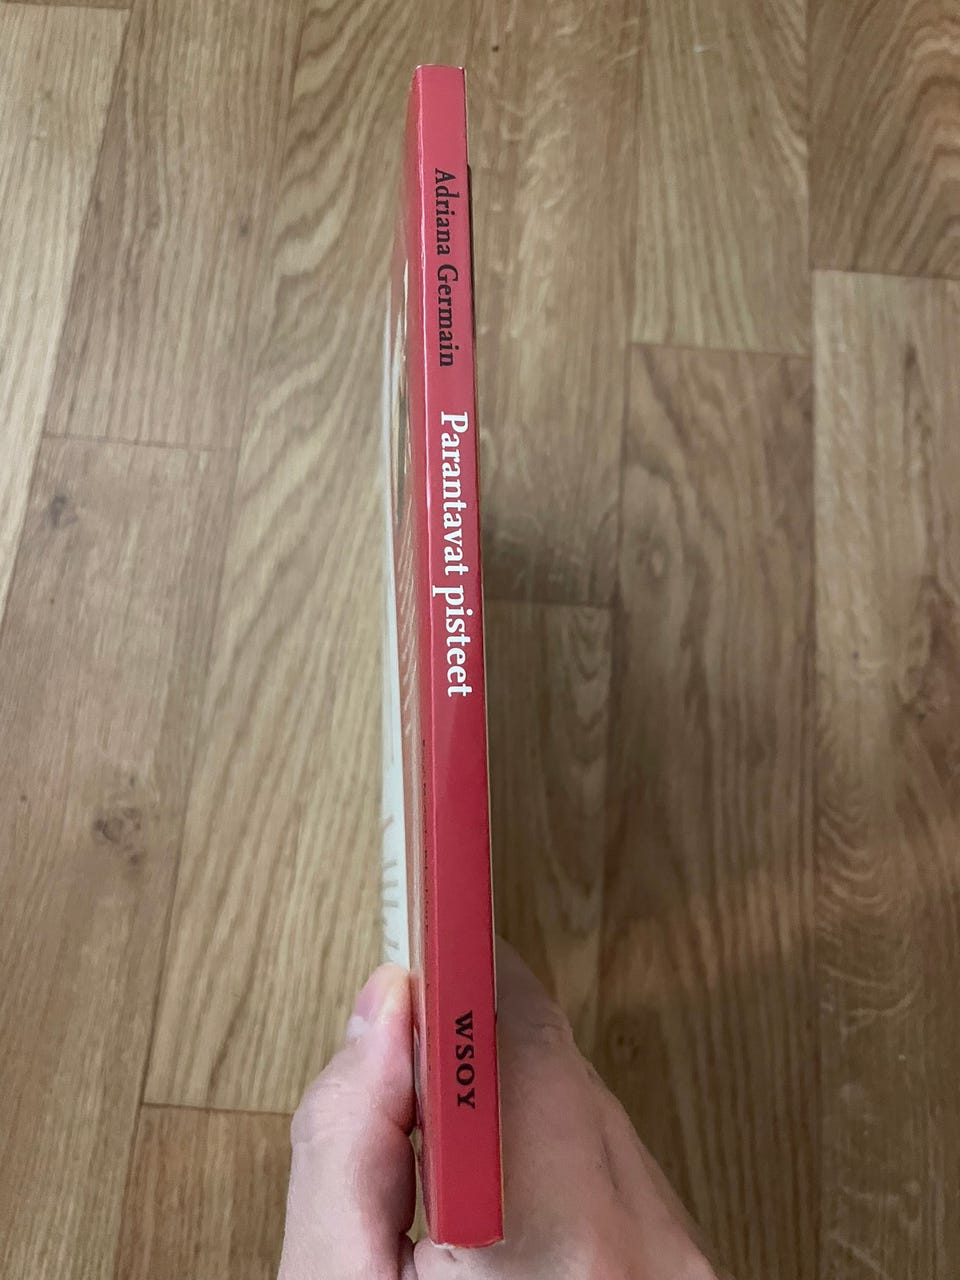 Adriana Germain
Parantavat pisteet
WSOY